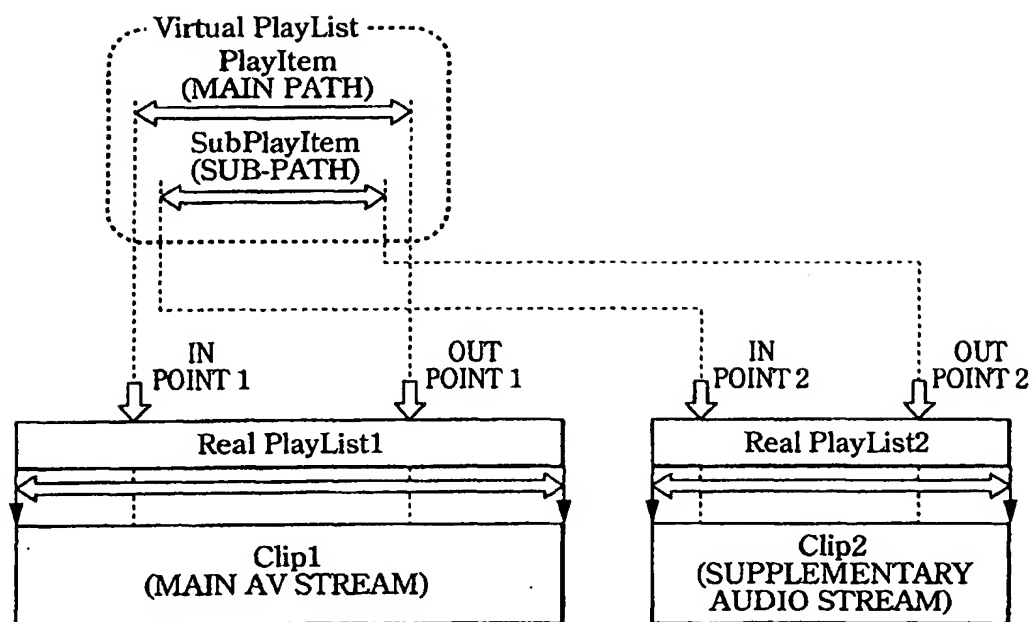 Virtual PlayList
PlayItem
(MAIN PATH)
SubPlayItem
(SUB-PATH)
IN
POINT 1
OUT
POINT 1
IN
POINT 2
OUT
POINT 2
Real PlayList1
Real PlayList2
Clip1
(MAIN AV STREAM)
Clip2
(SUPPLEMENTARY
AUDIO STREAM)